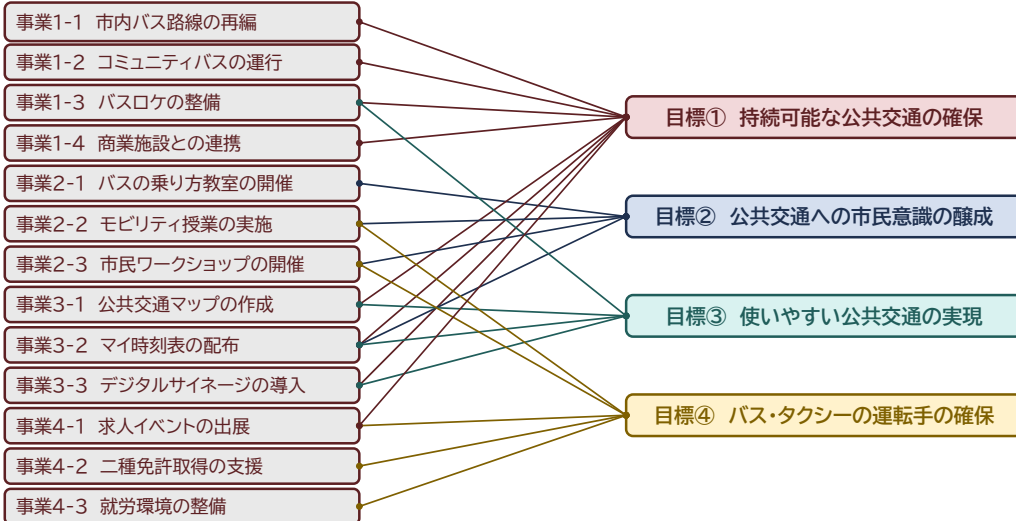 事業1-1 市内バス路線の再編
事業1-2 コミュニティバスの運行
事業1-3 バスロケの整備
事業1-4 商業施設との連携
事業2-1 バスの乗り方教室の開催
事業2-2 モビリティ授業の実施
事業2-3 市民ワークショップの開催
事業3-1 公共交通マップの作成
事業3-2 マイ時刻表の配布
事業3-3 デジタルサイネージの導入
事業4-1 求人イベントの出展
事業4-2 二種免許取得の支援
事業4-3 就労環境の整備
目標① 持続可能な公共交通の確保
目標② 公共交通への市民意識の醸成
目標③ 使いやすい公共交通の実現
目標④ バス・タクシーの運転手の確保